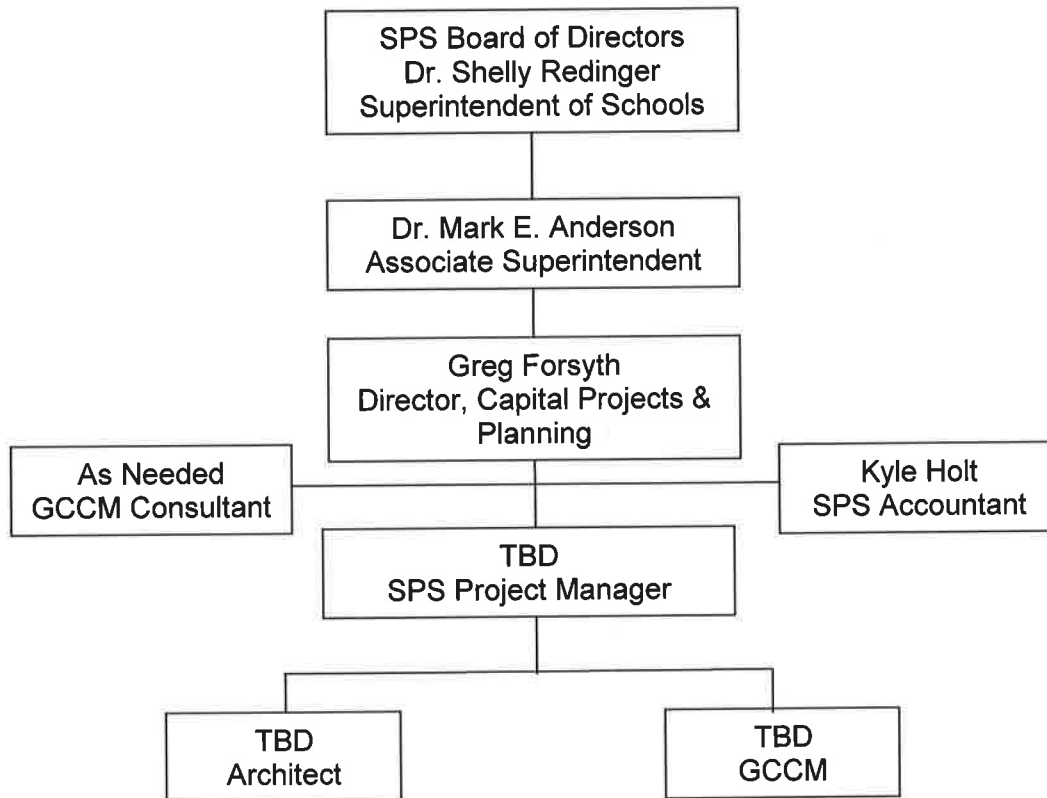 SPS Board of Directors
Dr. Shelly Redinger
Superintendent of Schools
Dr. Mark E. Anderson
Associate Superintendent
Greg Forsyth
Director, Capital Projects &
Planning
As Needed
GCCM Consultant
Kyle Holt
SPS Accountant
TBD
SPS Project Manager
TBD
Architect
TBD
GCCM